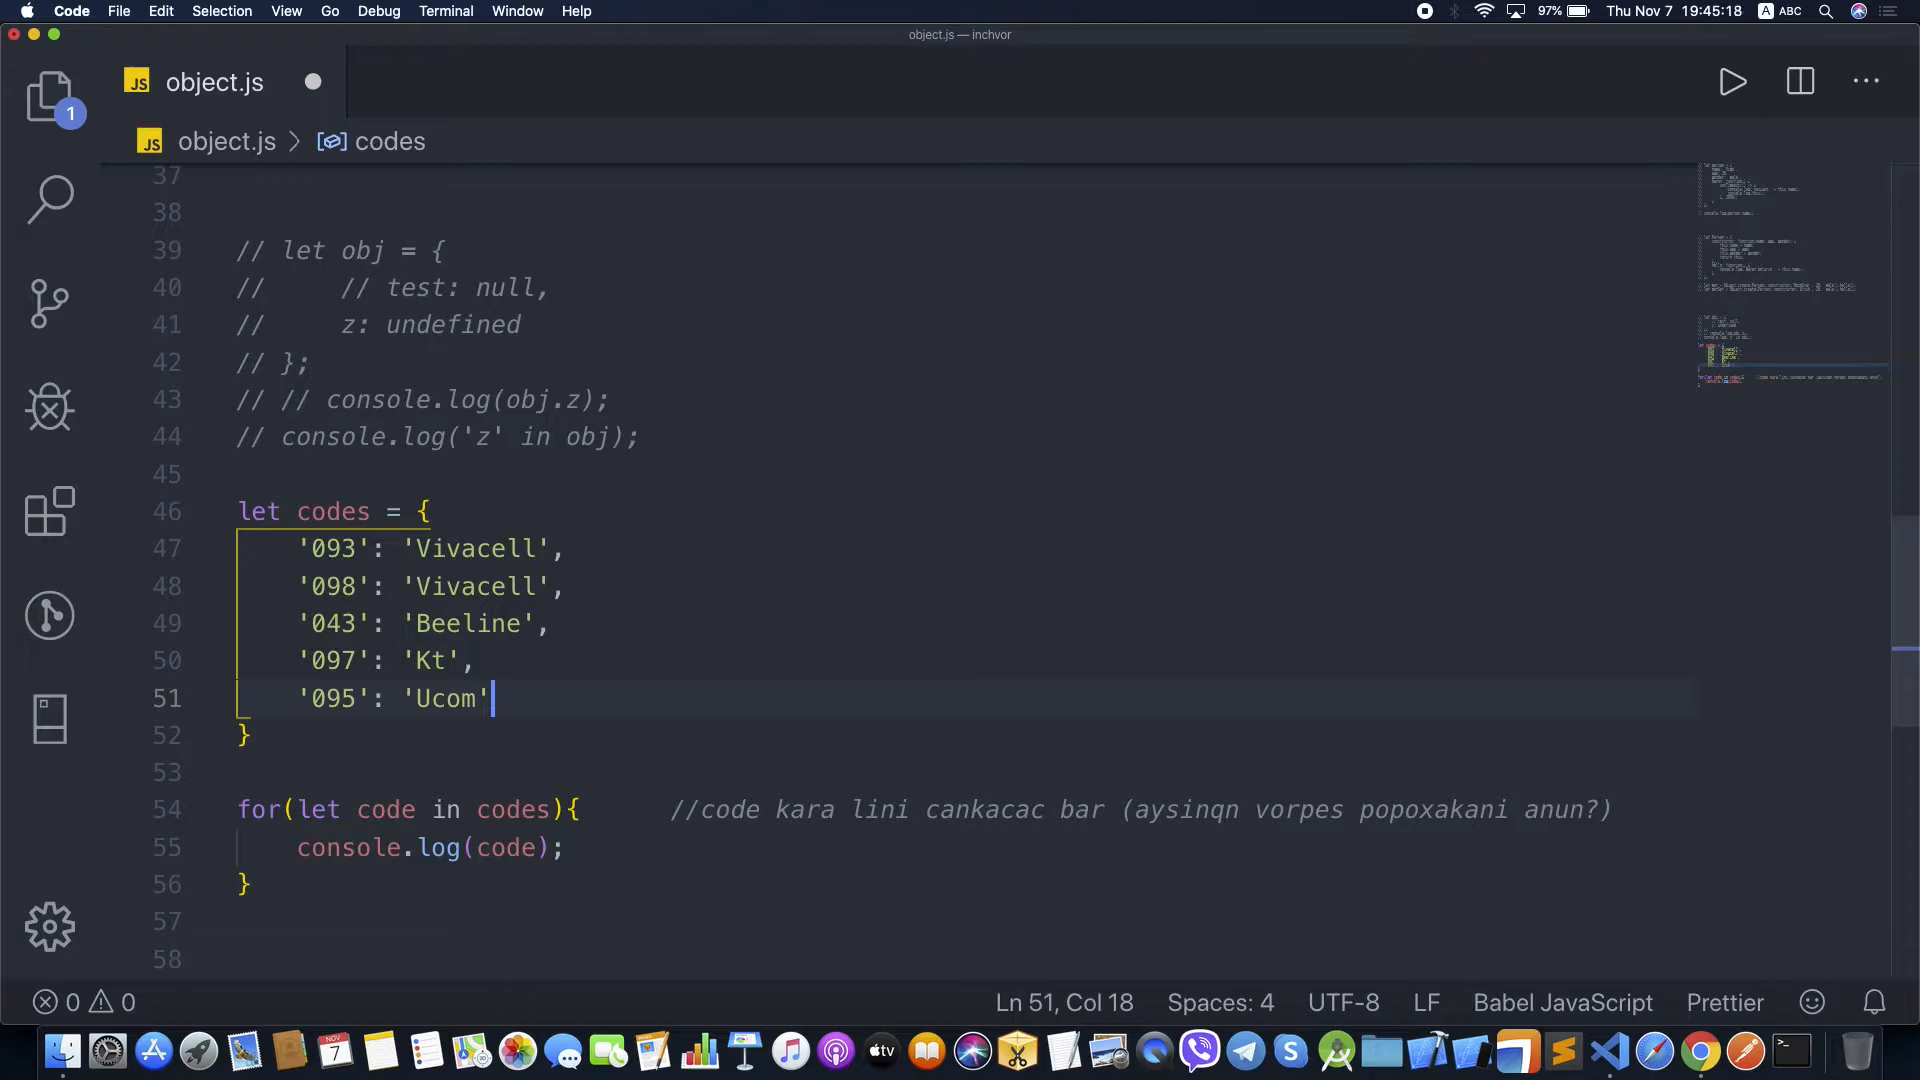 Code File Edit Selection View Go Debug Terminal Window Help 97% Thu Nov 7 19:45:18 A ABC
object.js — inchvor
JS object.js
1
JS object.js > codes
37
38
39 // let obj = {
40 //     // test: null,
41 //     z: undefined
42 // };
43 // // console.log(obj.z);
44 // console.log('z' in obj);
45
46 let codes = {
47     '093': 'Vivacell',
48     '098': 'Vivacell',
49     '043': 'Beeline',
50     '097': 'Kt',
51     '095': 'Ucom'
52 }
53
54 for(let code in codes){      //code kara lini cankacac bar (aysinqn vorpes popoxakani anun?)
55     console.log(code);
56 }
57
58
0 0 Ln 51, Col 18 Spaces: 4 UTF-8 LF Babel JavaScript Prettier
NOV
7
tv